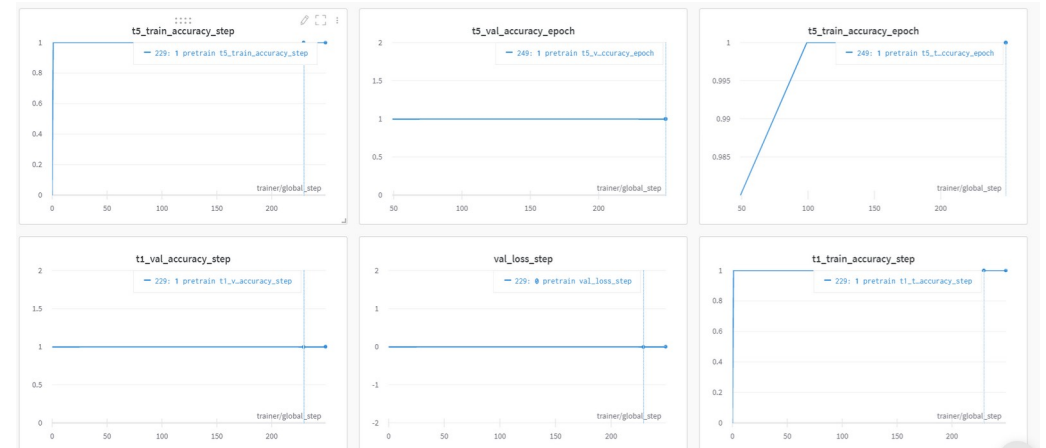 t5_train_accuracy_step
229: 1 pretrain t5_train_accuracy_step
1
0.8
0.6
0.4
0.2
0
trainer/global_step
0 50 100 150 200
t5_val_accuracy_epoch
249: 1 pretrain t5_v…ccuracy_epoch
2
1.5
1
0.5
0
trainer/global_step
50 100 150 200
t5_train_accuracy_epoch
249: 1 pretrain t5_t…ccuracy_epoch
1
0.995
0.99
0.985
trainer/global_step
50 100 150 200
t1_val_accuracy_step
229: 1 pretrain t1_v…accuracy_step
2
1.5
1
0.5
0
trainer/global_step
0 50 100 150 200
val_loss_step
229: 0 pretrain val_loss_step
2
1
0
-1
-2
trainer/global_step
0 50 100 150 200
t1_train_accuracy_step
229: 1 pretrain t1_t…accuracy_step
1
0.8
0.6
0.4
0.2
0
trainer/global_step
0 50 100 150 200